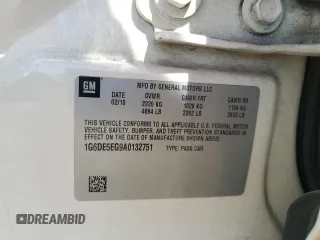 GM
MFD BY GENERAL MOTORS LLC
DATE GVWR GAWR FRT GAWR RR
02/10 2220 KG 1026 KG 1194 KG
4894 LB 2262 LB 2632 LB
THIS VEHICLE CONFORMS TO ALL APPLICABLE U.S. FEDERAL MOTOR
VEHICLE SAFETY, BUMPER, AND THEFT PREVENTION STANDARDS IN
EFFECT ON THE DATE OF MANUFACTURE SHOWN ABOVE.
1G6DE5EG9A0132751 TYPE: PASS CAR
© DREAMBID
DREAMBID